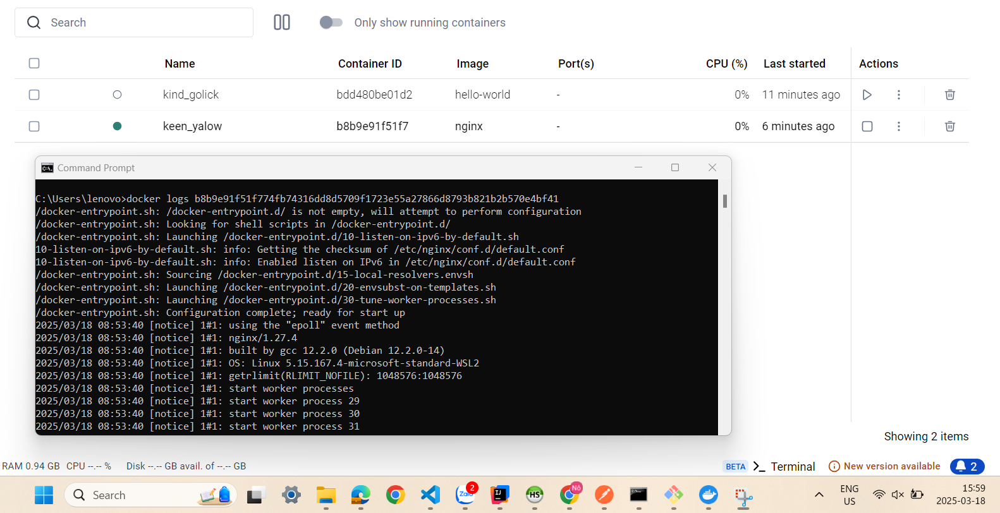 Search
Only show running containers
Name Container ID Image Port(s) CPU (%) Last started Actions
kind_golick bdd480be01d2 hello-world - 0% 11 minutes ago
keen_yalow b8b9e91f51f7 nginx - 0% 6 minutes ago
Command Prompt
C:\Users\lenovo>docker logs b8b9e91f51f774fb74316dd8d5709f1723e55a27866d8793b821b2b570e4bf41
/docker-entrypoint.sh: /docker-entrypoint.d/ is not empty, will attempt to perform configuration
/docker-entrypoint.sh: Looking for shell scripts in /docker-entrypoint.d/
/docker-entrypoint.sh: Launching /docker-entrypoint.d/10-listen-on-ipv6-by-default.sh
10-listen-on-ipv6-by-default.sh: info: Getting the checksum of /etc/nginx/conf.d/default.conf
10-listen-on-ipv6-by-default.sh: info: Enabled listen on IPv6 in /etc/nginx/conf.d/default.conf
/docker-entrypoint.sh: Sourcing /docker-entrypoint.d/15-local-resolvers.envsh
/docker-entrypoint.sh: Launching /docker-entrypoint.d/20-envsubst-on-templates.sh
/docker-entrypoint.sh: Launching /docker-entrypoint.d/30-tune-worker-processes.sh
/docker-entrypoint.sh: Configuration complete; ready for start up
2025/03/18 08:53:40 [notice] 1#1: using the "epoll" event method
2025/03/18 08:53:40 [notice] 1#1: nginx/1.27.4
2025/03/18 08:53:40 [notice] 1#1: built by gcc 12.2.0 (Debian 12.2.0-14)
2025/03/18 08:53:40 [notice] 1#1: OS: Linux 5.15.167.4-microsoft-standard-WSL2
2025/03/18 08:53:40 [notice] 1#1: getrlimit(RLIMIT_NOFILE): 1048576:1048576
2025/03/18 08:53:40 [notice] 1#1: start worker processes
2025/03/18 08:53:40 [notice] 1#1: start worker process 29
2025/03/18 08:53:40 [notice] 1#1: start worker process 30
2025/03/18 08:53:40 [notice] 1#1: start worker process 31
Showing 2 items
RAM 0.94 GB CPU --.-- % Disk --.-- GB avail. of --.-- GB BETA >_ Terminal New version available 2
Search Zalo 2 IJ HS Nô ENG 15:59
US 2025-03-18